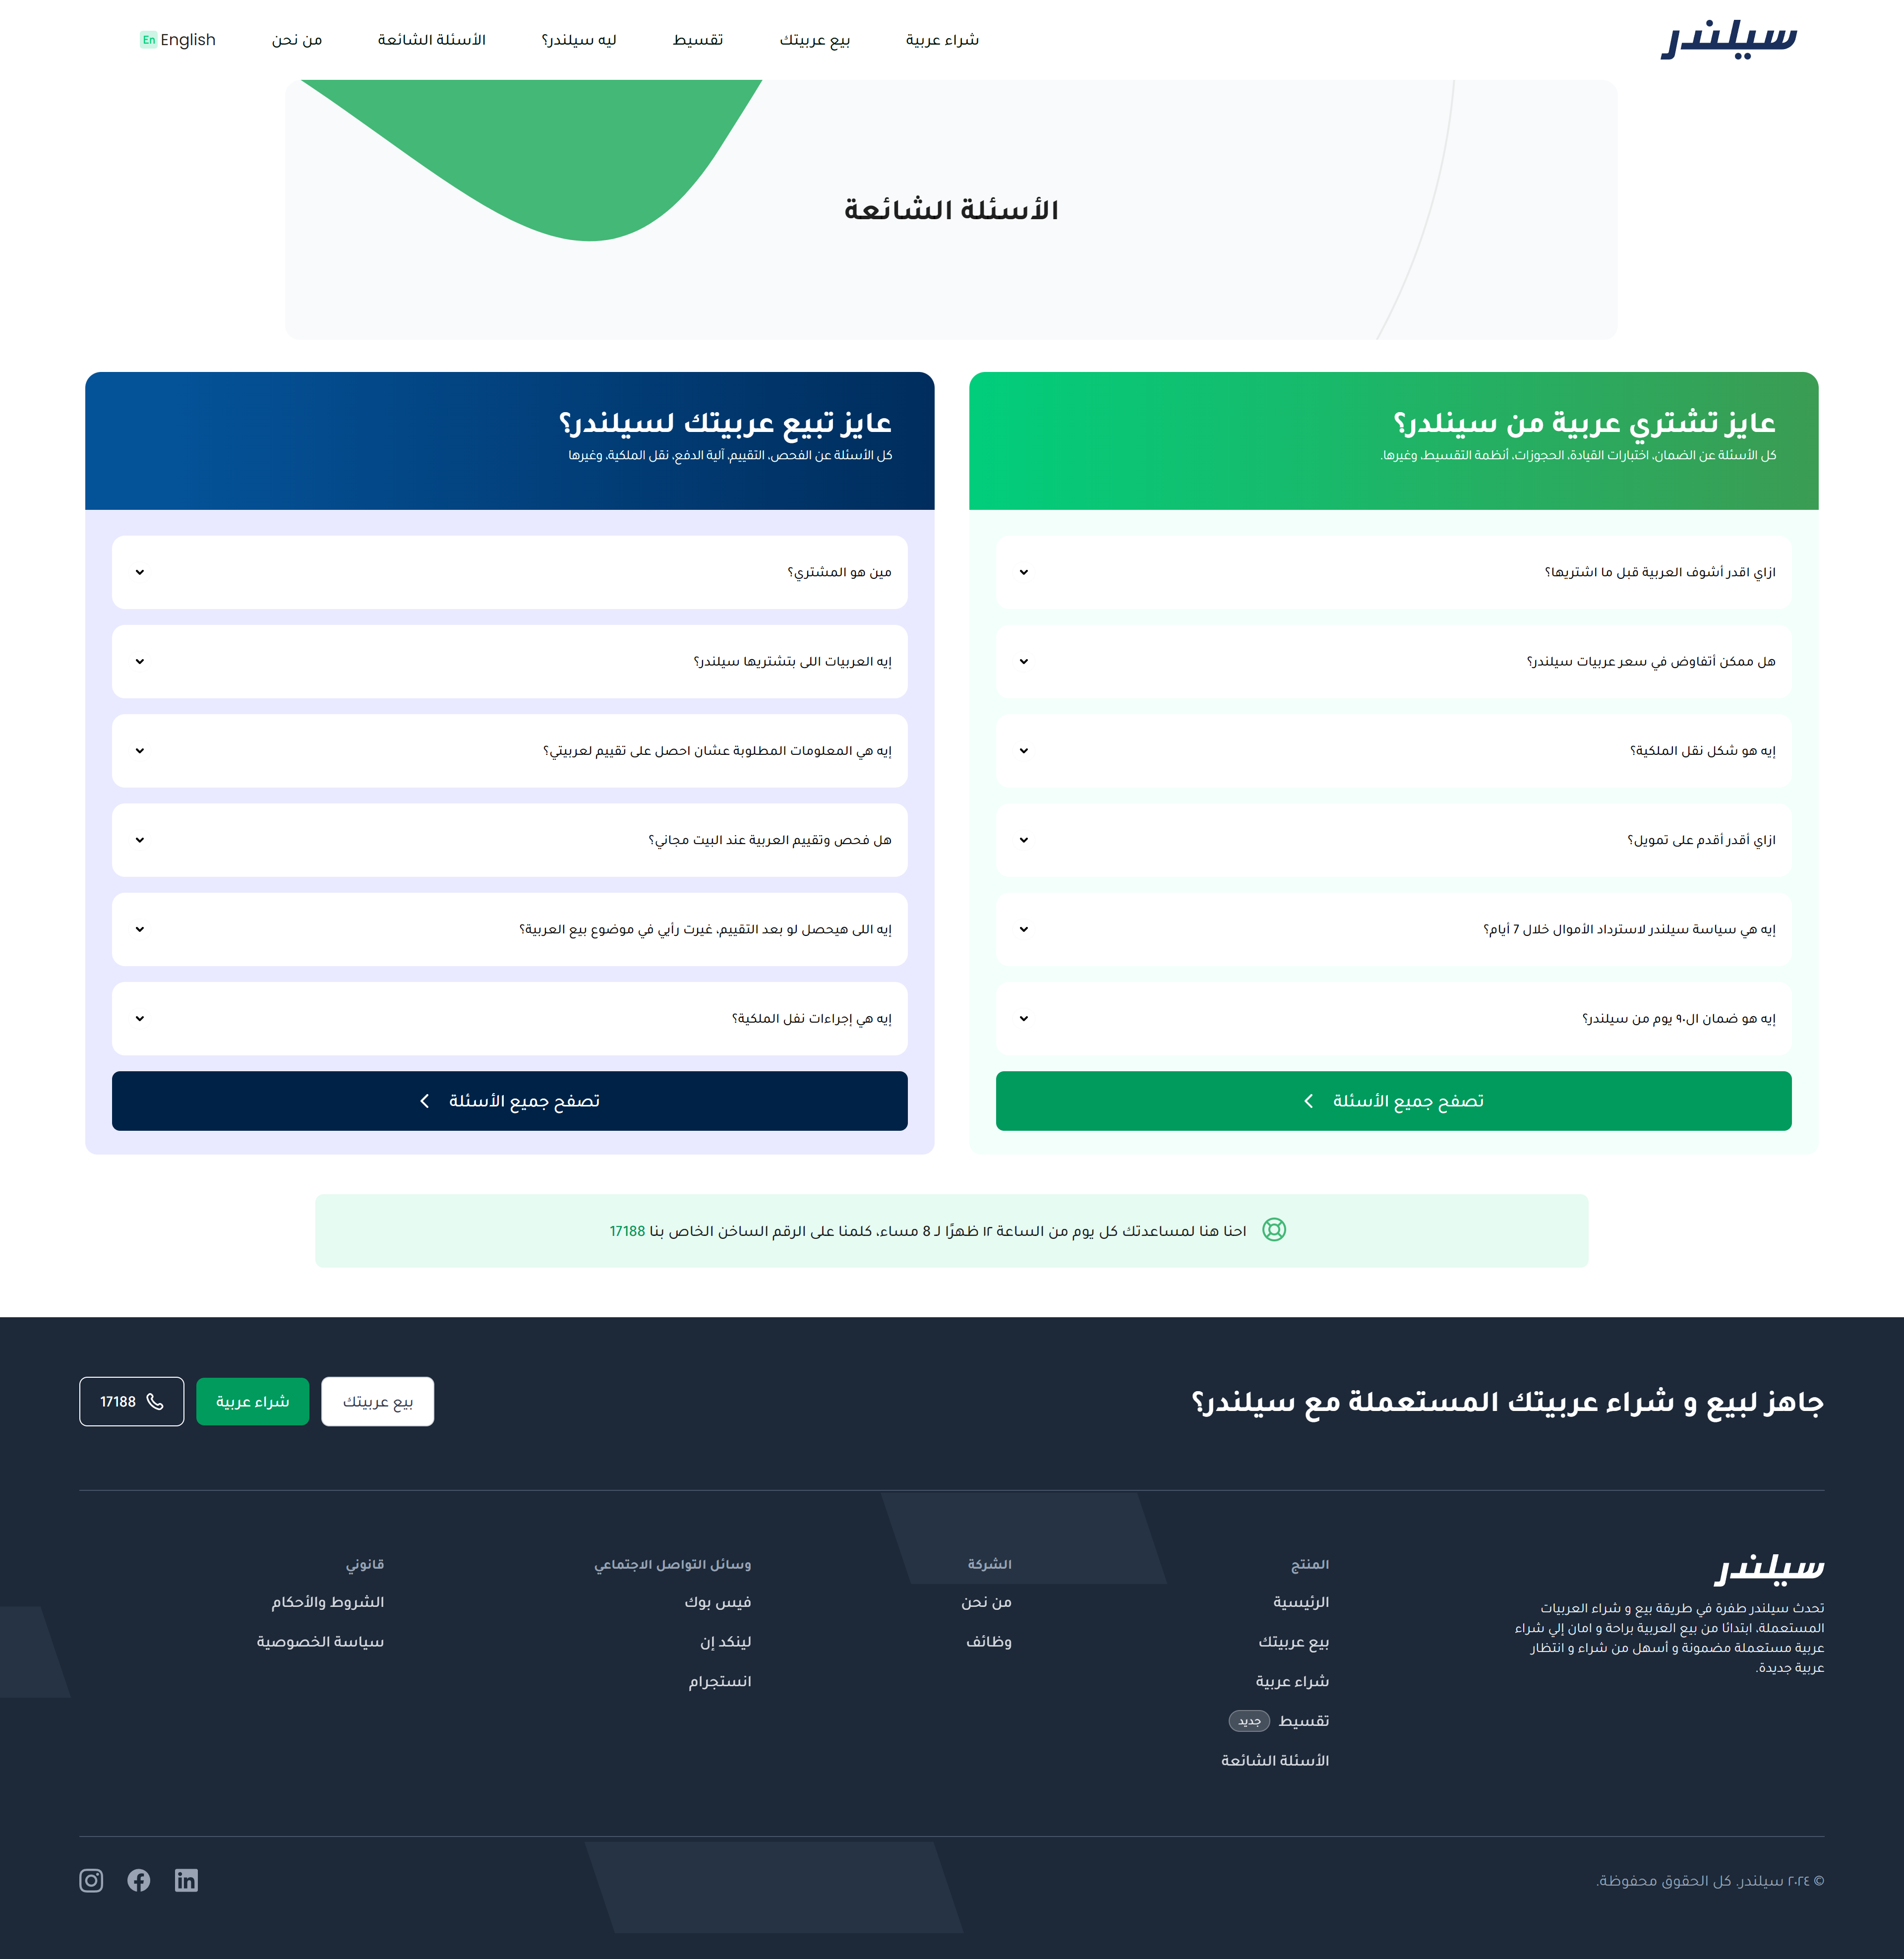 سيلندر
شراء عربية
بيع عربيتك
تقسيط
ليه سيلندر؟
الأسئلة الشائعة
من نحن
English En
الأسئلة الشائعة
عايز تشتري عربية من سينلدر؟
كل الأسئلة عن الضمان، اختبارات القيادة، الحجوزات، أنظمة التقسيط، وغيرها.
ازاي اقدر أشوف العربية قبل ما اشتريها؟
هل ممكن أتفاوض في سعر عربيات سيلندر؟
إيه هو شكل نقل الملكية؟
ازاي أقدر أقدم على تمويل؟
إيه هي سياسة سيلندر لاسترداد الأموال خلال 7 أيام؟
إيه هو ضمان ال٩٠ يوم من سيلندر؟
تصفح جميع الأسئلة
عايز تبيع عربيتك لسيلندر؟
كل الأسئلة عن الفحص، التقييم، آلية الدفع، نقل الملكية، وغيرها
مين هو المشتري؟
إيه العربيات اللى بتشتريها سيلندر؟
إيه هي المعلومات المطلوبة عشان احصل على تقييم لعربيتي؟
هل فحص وتقييم العربية عند البيت مجاني؟
إيه اللى هيحصل لو بعد التقييم، غيرت رأيي في موضوع بيع العربية؟
إيه هي إجراءات نفل الملكية؟
تصفح جميع الأسئلة
احنا هنا لمساعدتك كل يوم من الساعة ١٢ ظهرًا لـ 8 مساء، كلمنا على الرقم الساخن الخاص بنا 17188
جاهز لبيع و شراء عربيتك المستعملة مع سيلندر؟
بيع عربيتك
شراء عربية
17188
سيلندر
تحدث سيلندر طفرة في طريقة بيع و شراء العربيات
المستعملة، ابتدائا من بيع العربية براحة و امان إلي شراء
عربية مستعملة مضمونة و أسهل من شراء و انتظار
عربية جديدة.
المنتج
الرئيسية
بيع عربيتك
شراء عربية
تقسيط جديد
الأسئلة الشائعة
الشركة
من نحن
وظائف
وسائل التواصل الاجتماعي
فيس بوك
لينكد إن
انستجرام
قانوني
الشروط والأحكام
سياسة الخصوصية
© ٢٠٢٤ سيلندر. كل الحقوق محفوظة.